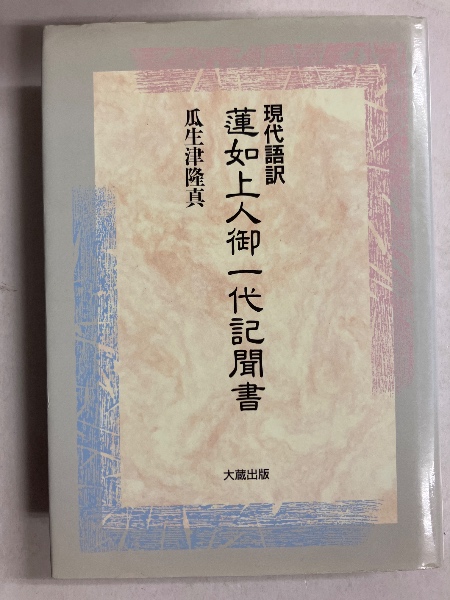 現代語訳
蓮如上人御一代記聞書
瓜生津隆真
大蔵出版